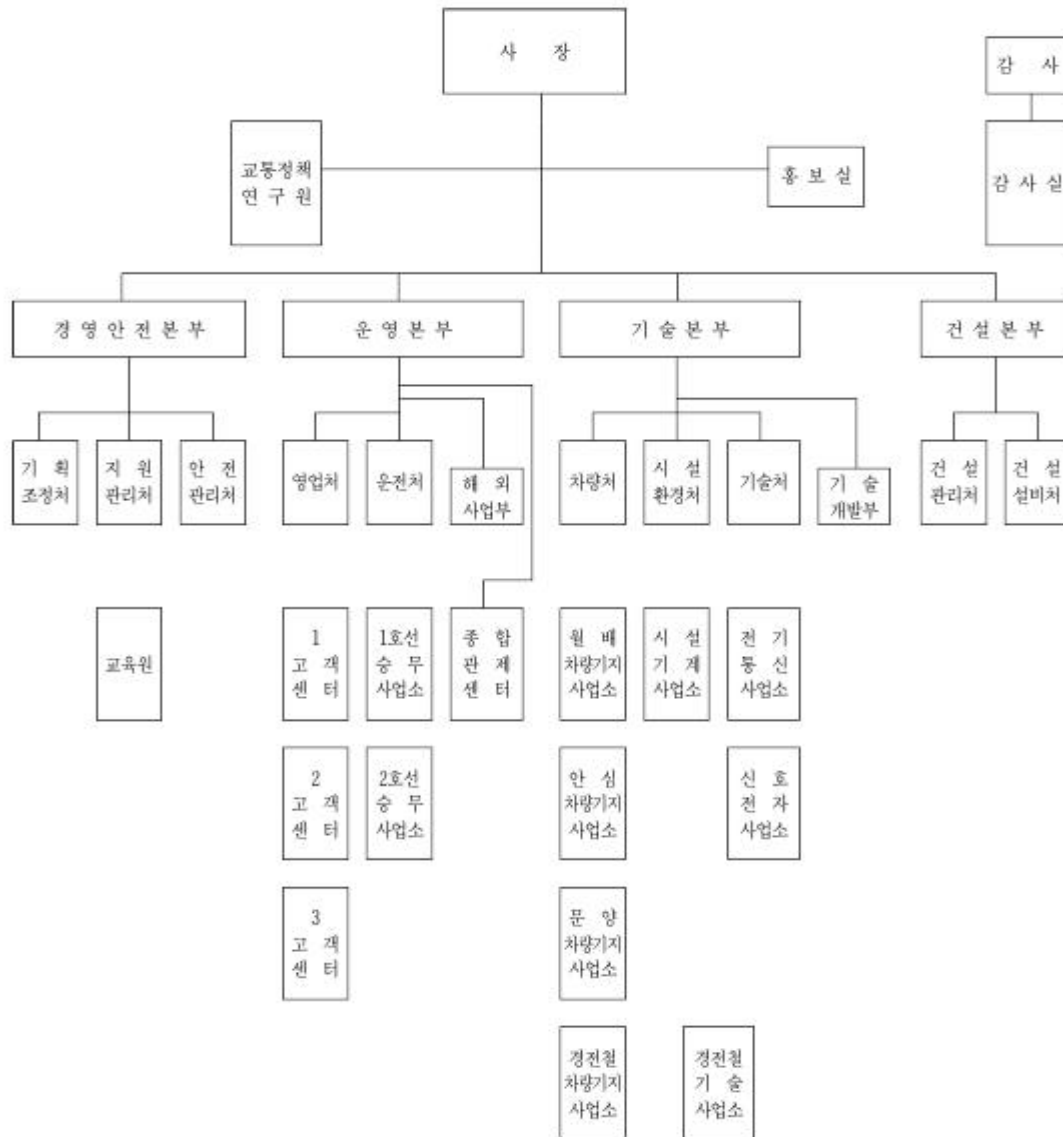 사 장
감 사
교통정책
연 구 원
홍 보 실
감 사 실
경 영 안 전 본 부
운 영 본 부
기 술 본 부
건 설 본 부
기 획
조정처
지 원
관리처
안 전
관리처
영업처
운전처
해 외
사업부
차량처
시 설
환경처
기술처
기 술
개발부
건 설
관리처
건 설
설비처
교육원
1
고 객
센 터
1호선
승 무
사업소
종 합
관 제
센 터
월 배
차량기지
사업소
시 설
기 계
사업소
전 기
통 신
사업소
2
고 객
센 터
2호선
승 무
사업소
안 심
차량기지
사업소
신 호
전 자
사업소
3
고 객
센 터
문 양
차량기지
사업소
경전철
차량기지
사업소
경전철
기 술
사업소